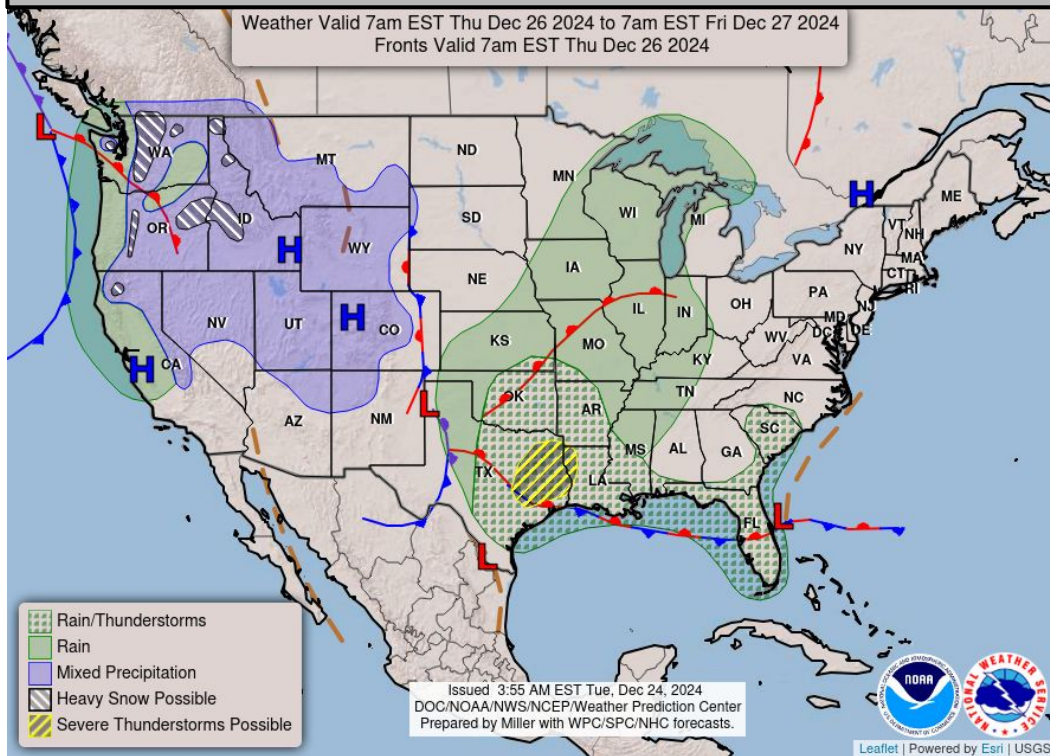 Weather Valid 7am EST Thu Dec 26 2024 to 7am EST Fri Dec 27 2024
Fronts Valid 7am EST Thu Dec 26 2024
L
WA
MT
ND
MN
H
ME
OR
ID
WY
SD
WI
MI
VT
NH
NY
MA
CT
RI
H
NE
IA
PA
NJ
H
NV
UT
CO
IL
IN
OH
MD
DE
DC
WV
VA
H
CA
KS
MO
KY
AZ
NM
L
OK
AR
TN
NC
SC
TX
LA
MS
AL
GA
L
FL
L
Rain/Thunderstorms
Rain
Mixed Precipitation
Heavy Snow Possible
Severe Thunderstorms Possible
Issued 3:55 AM EST Tue, Dec 24, 2024
DOC/NOAA/NWS/NCEP/Weather Prediction Center
Prepared by Miller with WPC/SPC/NHC forecasts.
NOAA
NATIONAL WEATHER SERVICE
Leaflet | Powered by Esri | USGS